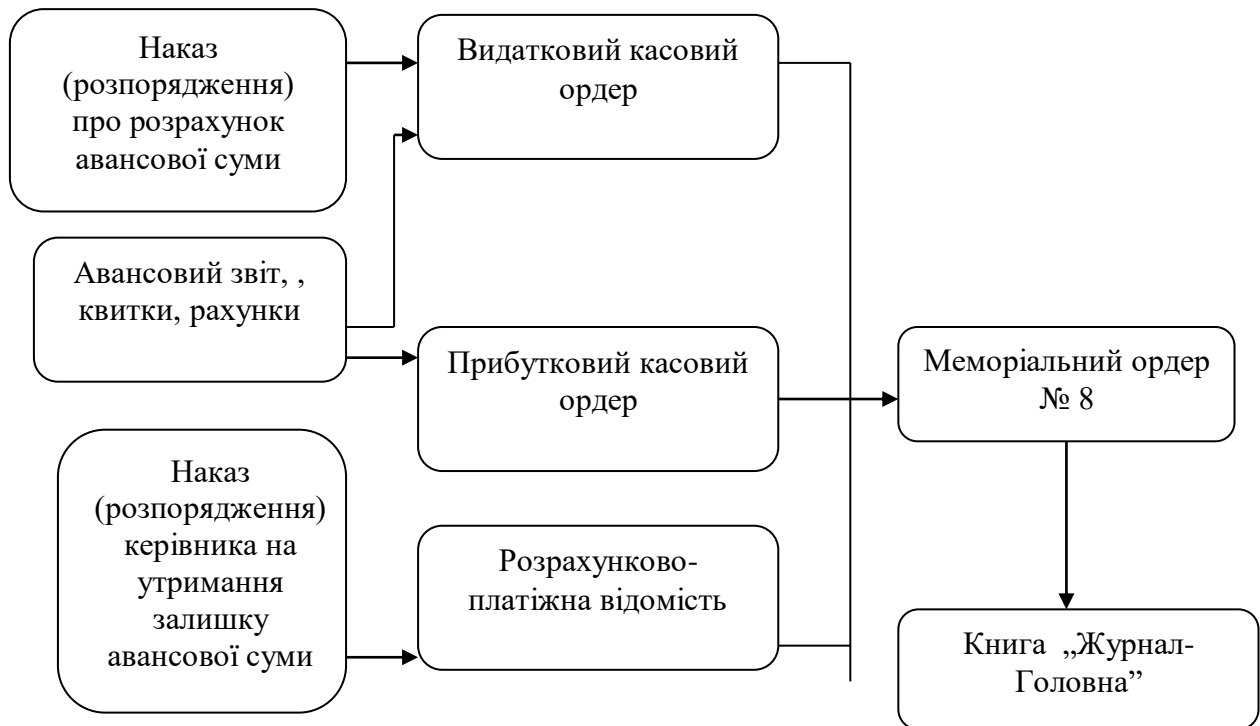 Наказ
(розпорядження)
про розрахунок
авансової суми
Видатковий касовий
ордер
Авансовий звіт, ,
квитки, рахунки
Прибутковий касовий
ордер
Меморіальний ордер
№ 8
Наказ
(розпорядження)
керівника на
утримання
залишку
авансової суми
Розрахунково-
платіжна відомість
Книга „Журнал-
Головна”